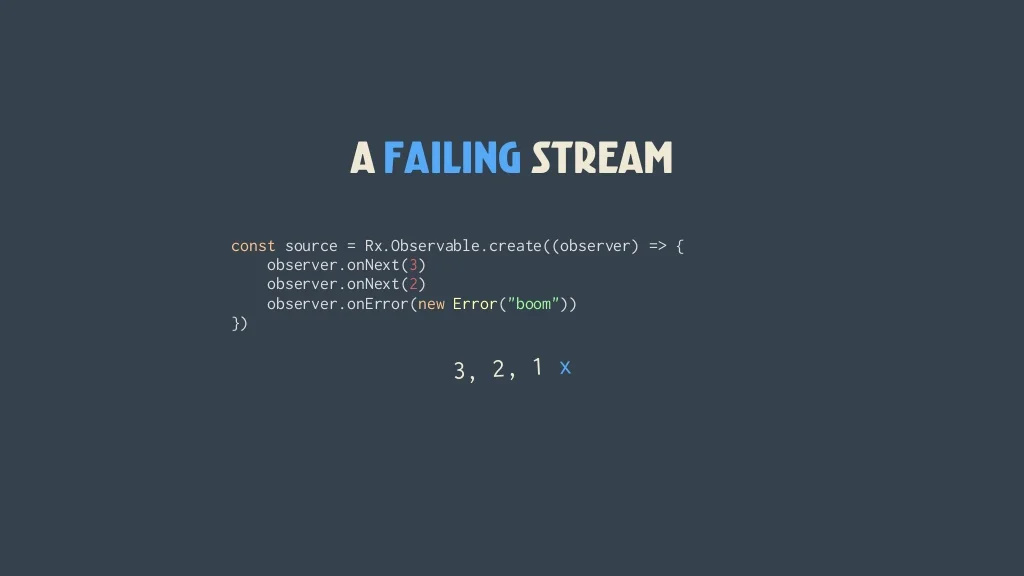 A FAILING STREAM
const source = Rx.Observable.create((observer) => {
    observer.onNext(3)
    observer.onNext(2)
    observer.onError(new Error("boom"))
})
3, 2, 1 x